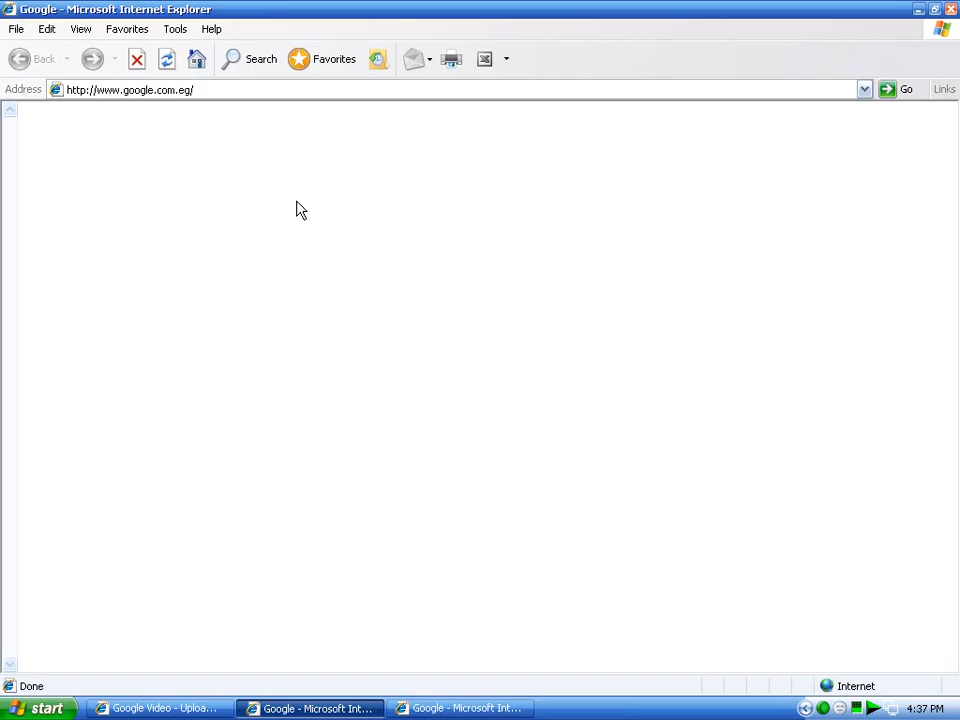 Google - Microsoft Internet Explorer
File Edit View Favorites Tools Help
Back Search Favorites
Address http://www.google.com.eg/ Go Links
Done Internet
start Google Video - Uploa... Google - Microsoft Int... Google - Microsoft Int... 4:37 PM